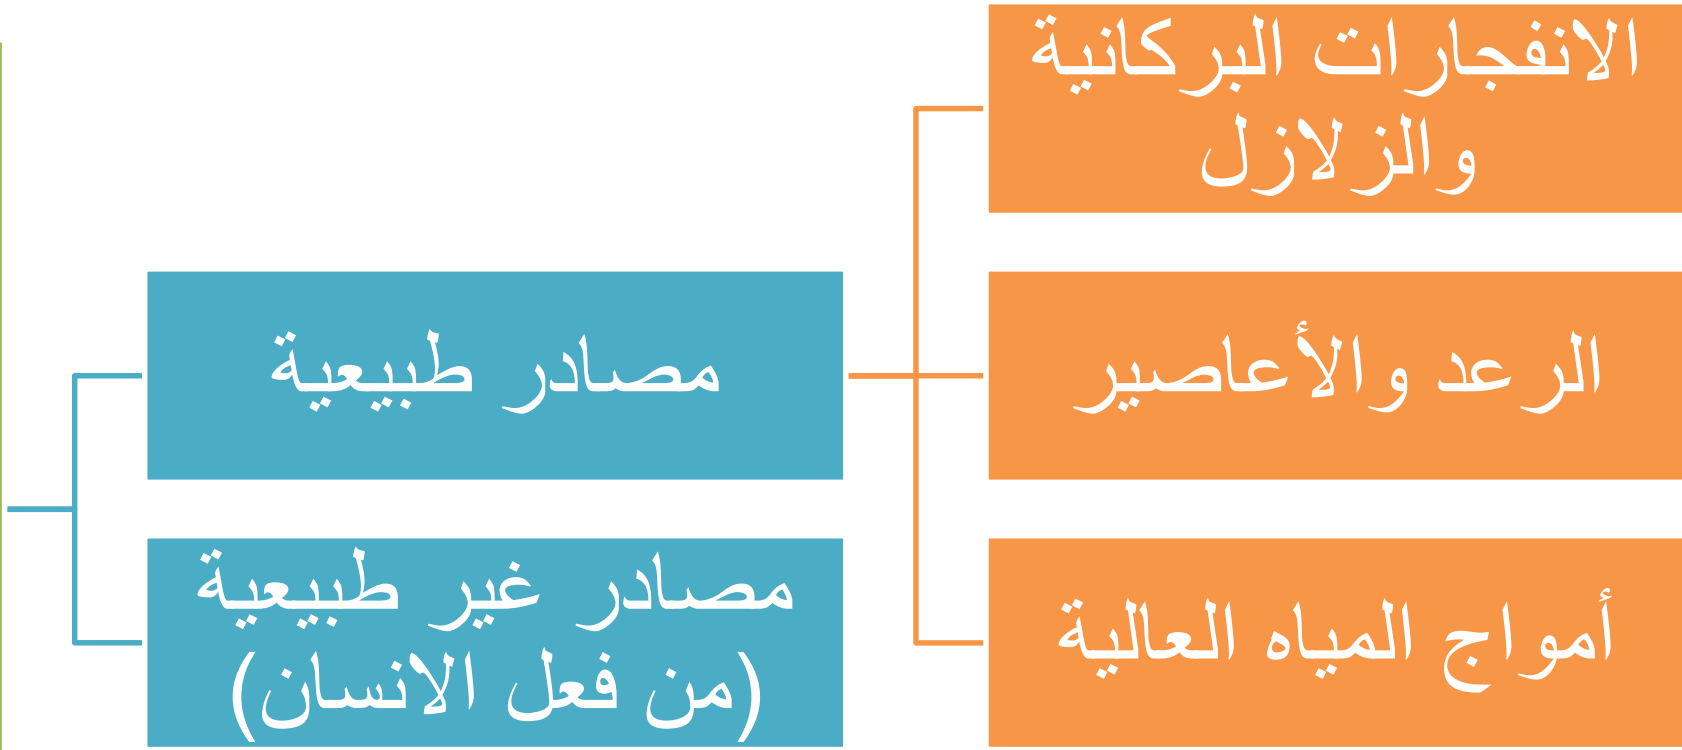 الانفجارات البركانية
والزلازل
مصادر طبيعية
الرعد والأعاصير
مصادر غير طبيعية
(من فعل الانسان)
أمواج المياه العالية